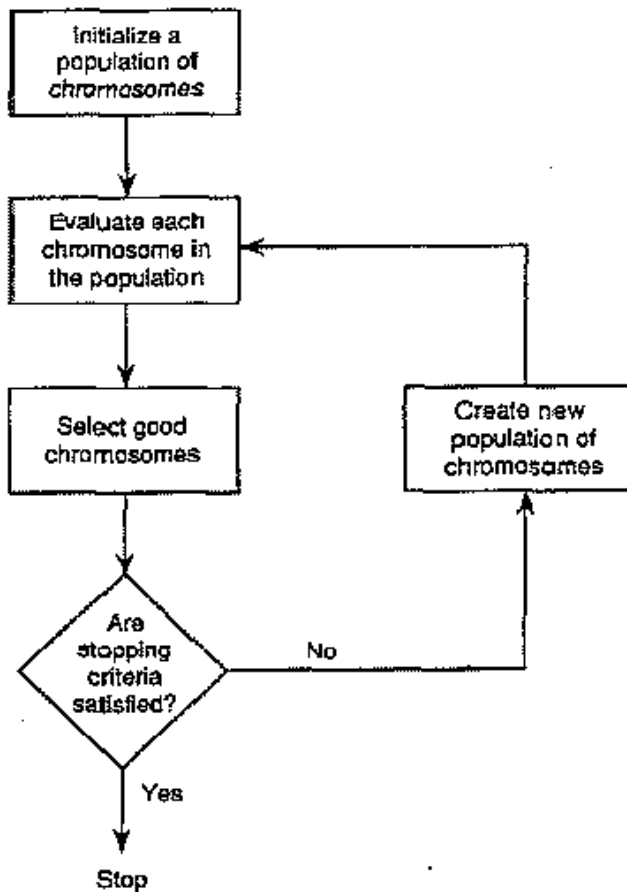 Initialize a
population of
chromosomes
Evaluate each
chromosome in
the population
Select good
chromosomes
Create new
population of
chromosomes
Are
stopping
criteria
satisfied?
No
Yes
Stop